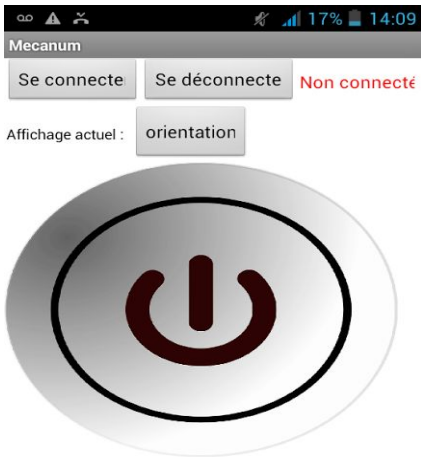 17% 14:09
Mecanum
Se connecte Se déconnecte Non connecté
Affichage actuel : orientation